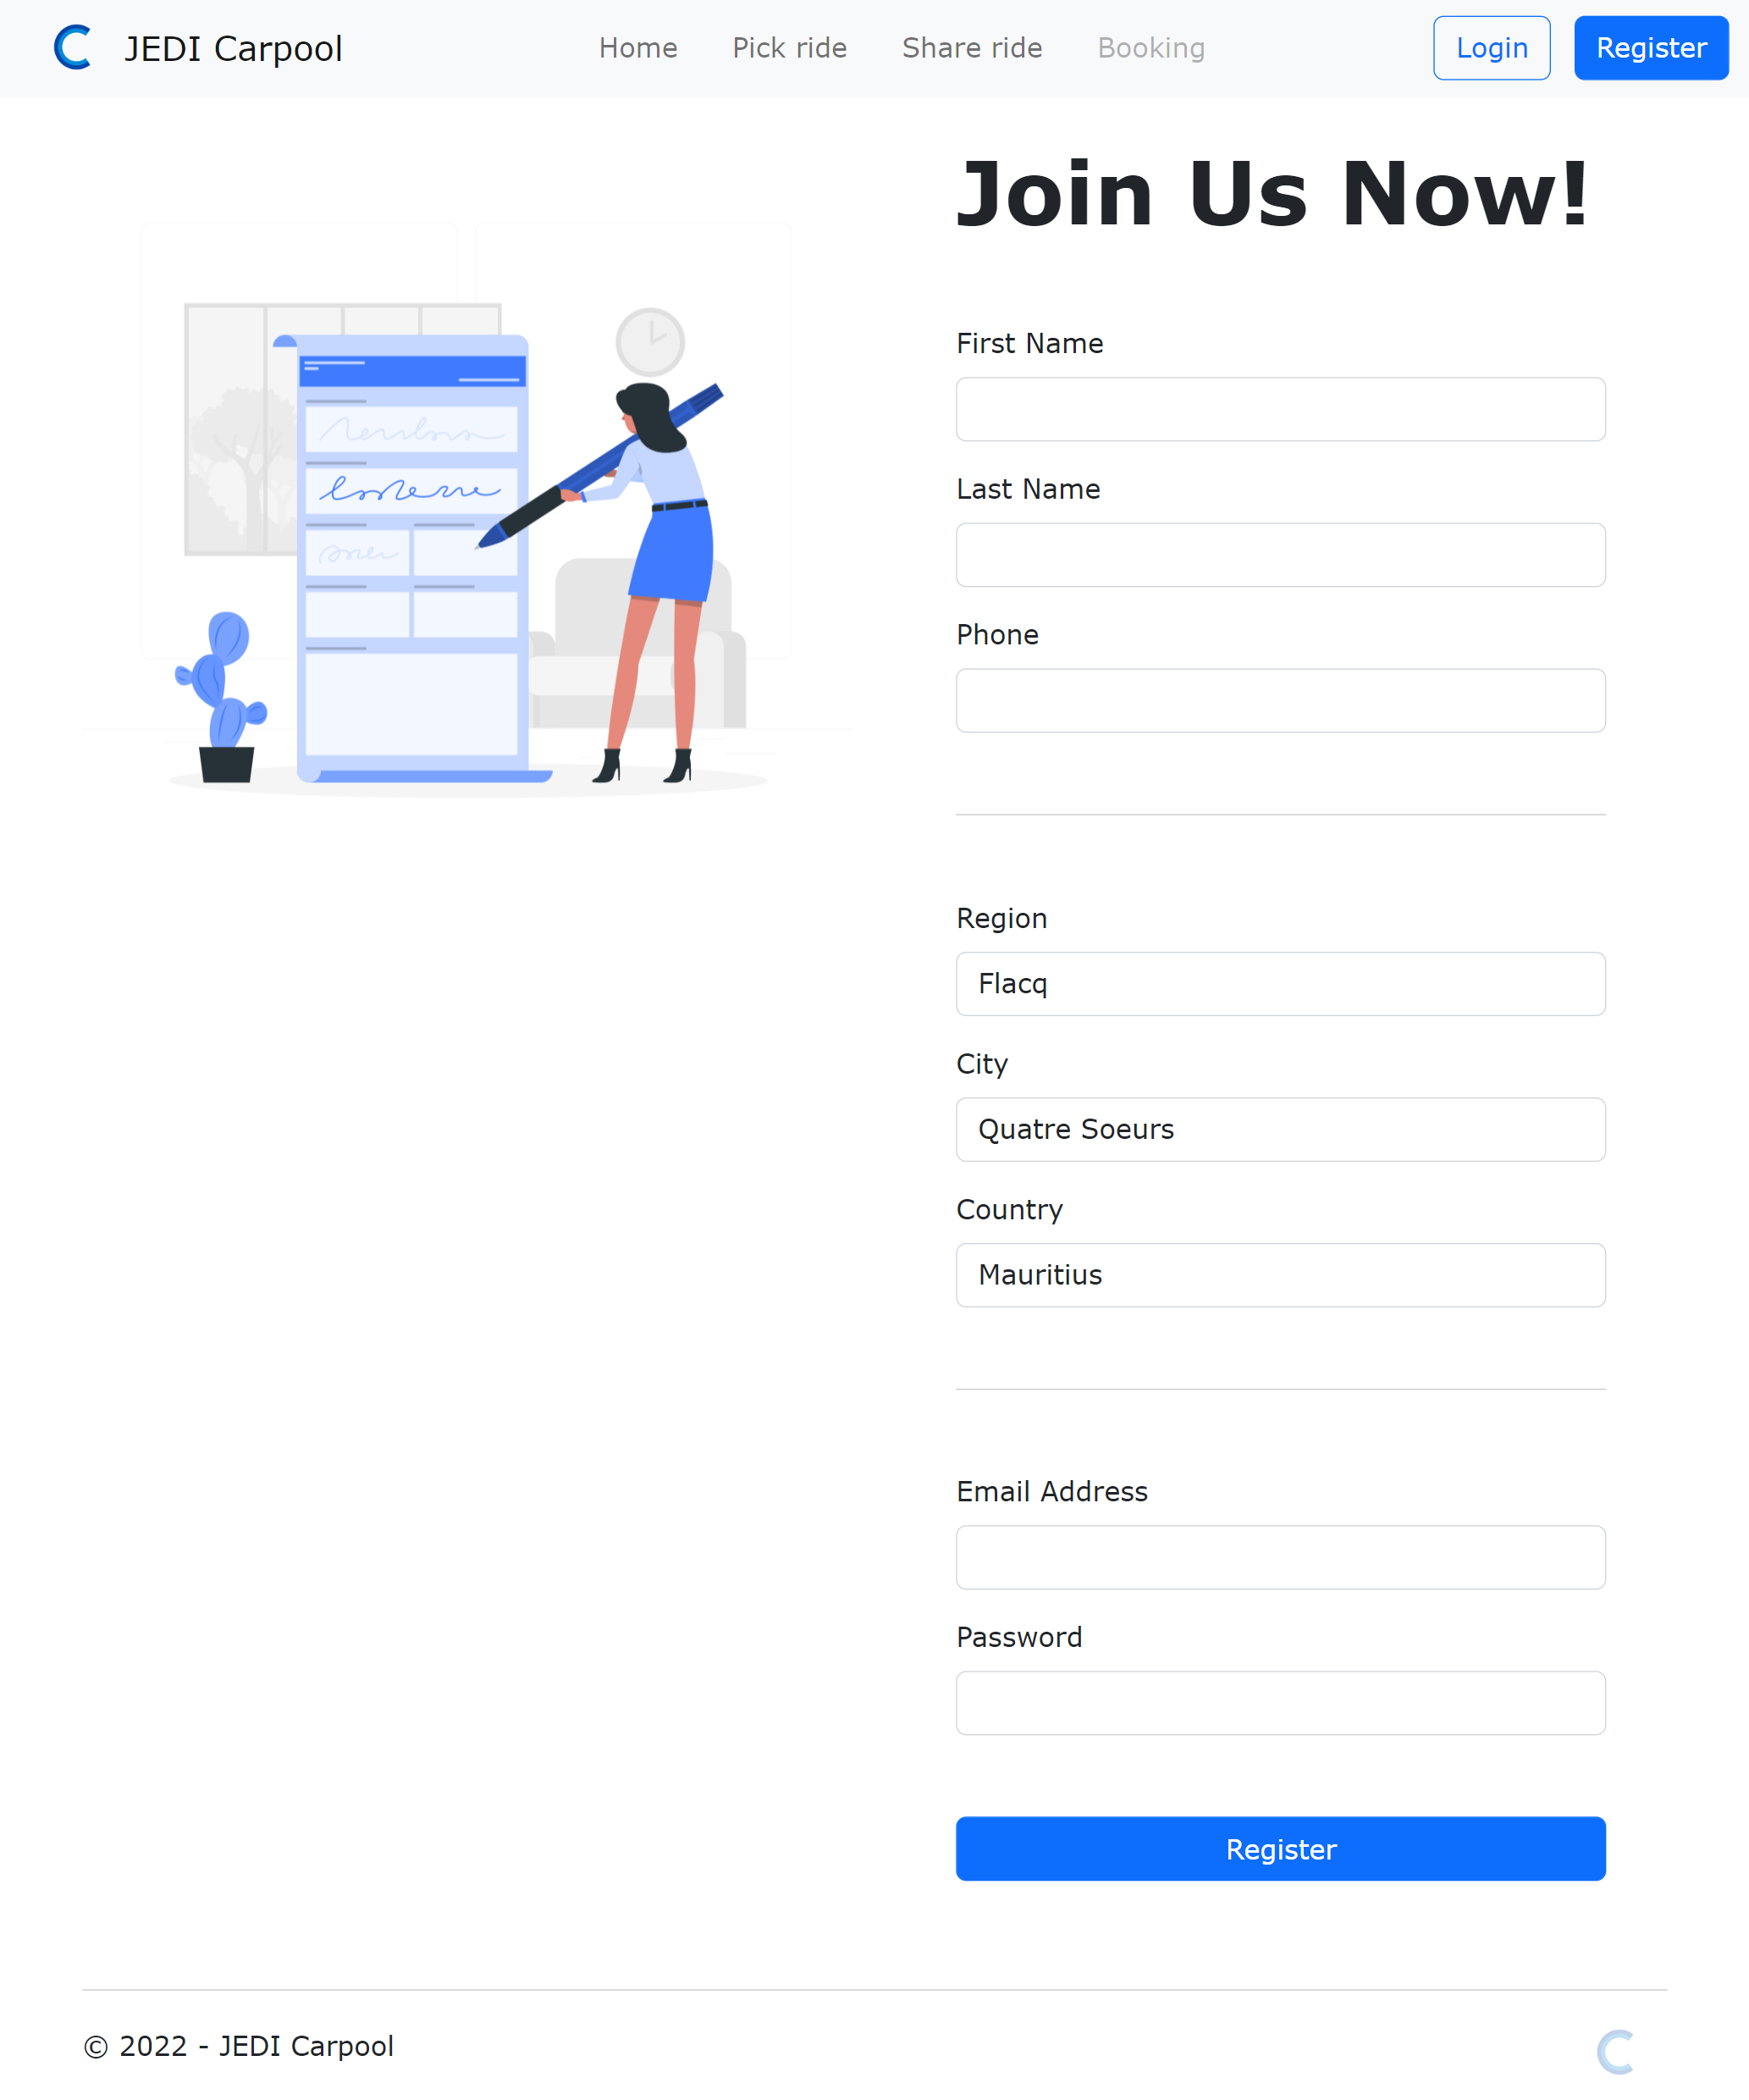 JEDI Carpool
Home Pick ride Share ride Booking
Login Register
Join Us Now!
First Name
Last Name
Phone
Region
Flacq
City
Quatre Soeurs
Country
Mauritius
Email Address
Password
Register
© 2022 - JEDI Carpool